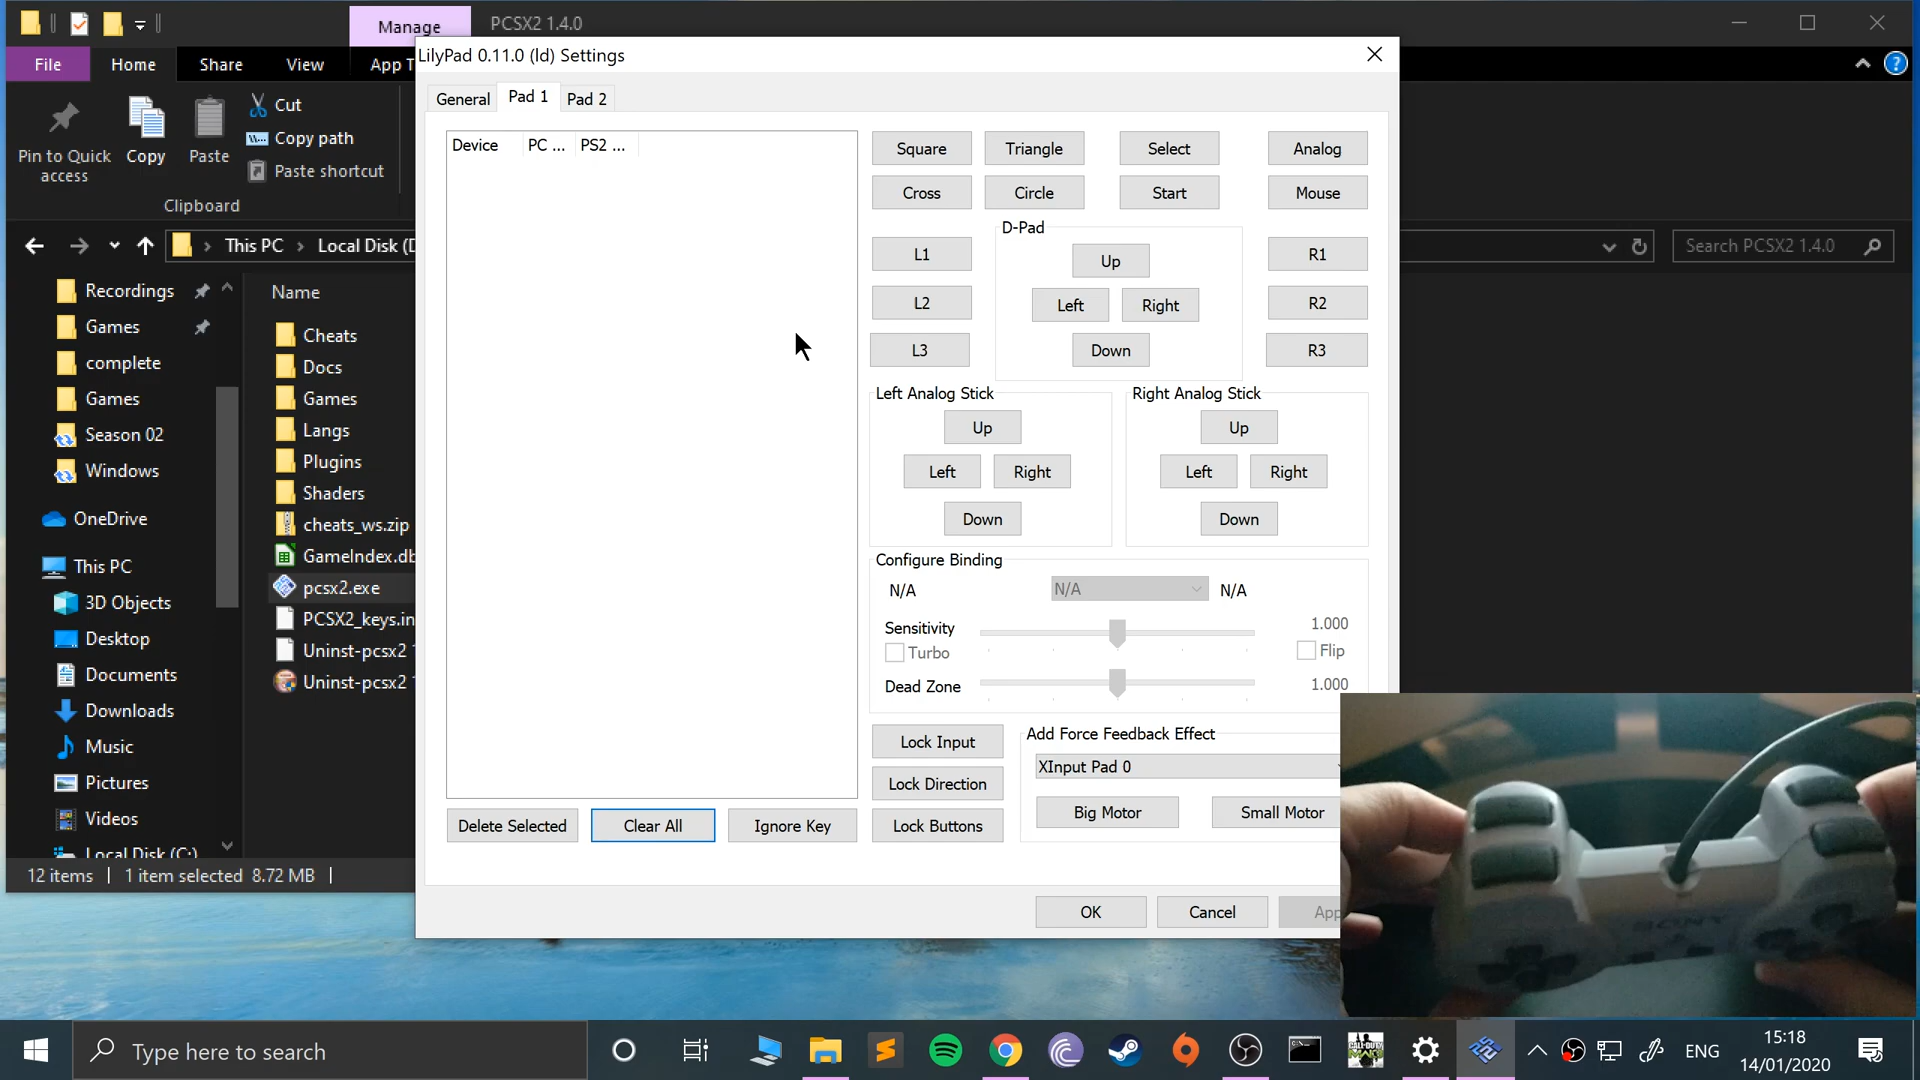 Manage
PCSX2 1.4.0
File
Home
Share
View
App T
LilyPad 0.11.0 (ld) Settings
General
Pad 1
Pad 2
Pin to Quick access
Copy
Paste
Cut
Copy path
Paste shortcut
Clipboard
This PC
Local Disk (D
Search PCSX2 1.4.0
Recordings
Games
complete
Games
Season 02
Windows
OneDrive
This PC
3D Objects
Desktop
Documents
Downloads
Music
Pictures
Videos
Local Disk (C:)
Name
Cheats
Docs
Games
Langs
Plugins
Shaders
cheats_ws.zip
GameIndex.db
pcsx2.exe
PCSX2_keys.in
Uninst-pcsx2 1
Uninst-pcsx2 1
12 items
1 item selected 8.72 MB
Device
PC ...
PS2 ...
Square
Triangle
Select
Analog
Cross
Circle
Start
Mouse
L1
L2
L3
D-Pad
Up
Left
Right
Down
R1
R2
R3
Left Analog Stick
Up
Left
Right
Down
Right Analog Stick
Up
Left
Right
Down
Configure Binding
N/A
N/A
N/A
Sensitivity
1.000
Turbo
Flip
Dead Zone
1.000
Lock Input
Lock Direction
Lock Buttons
Add Force Feedback Effect
XInput Pad 0
Big Motor
Small Motor
Delete Selected
Clear All
Ignore Key
OK
Cancel
App
SONY
Type here to search
ENG
15:18
14/01/2020